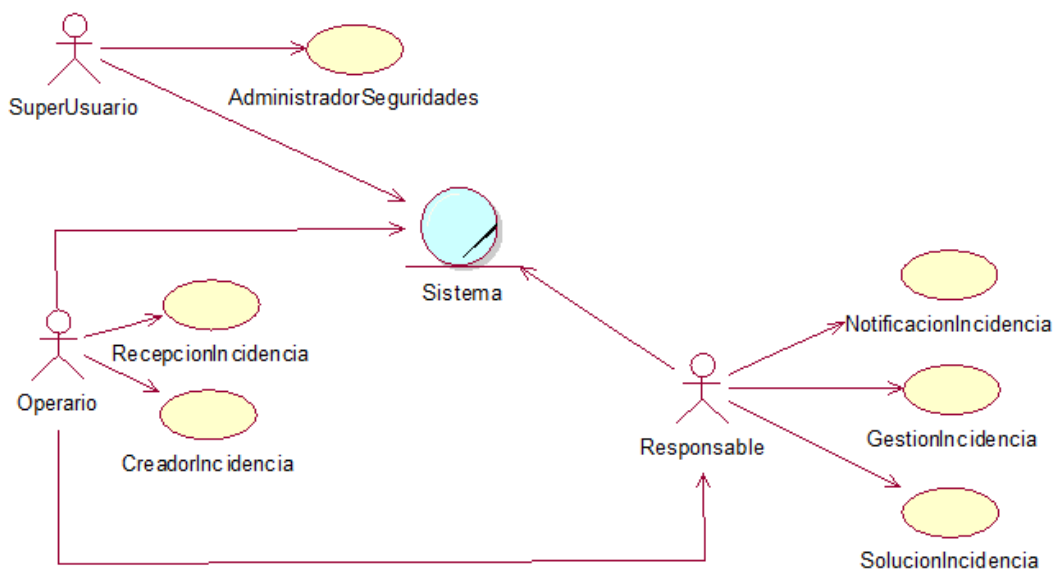 SuperUsuario
AdministradorSeguridades
Sistema
NotificacionIncidencia
RecepcionIncidencia
Operario
Responsable
GestionIncidencia
CreadorIncidencia
SolucionIncidencia